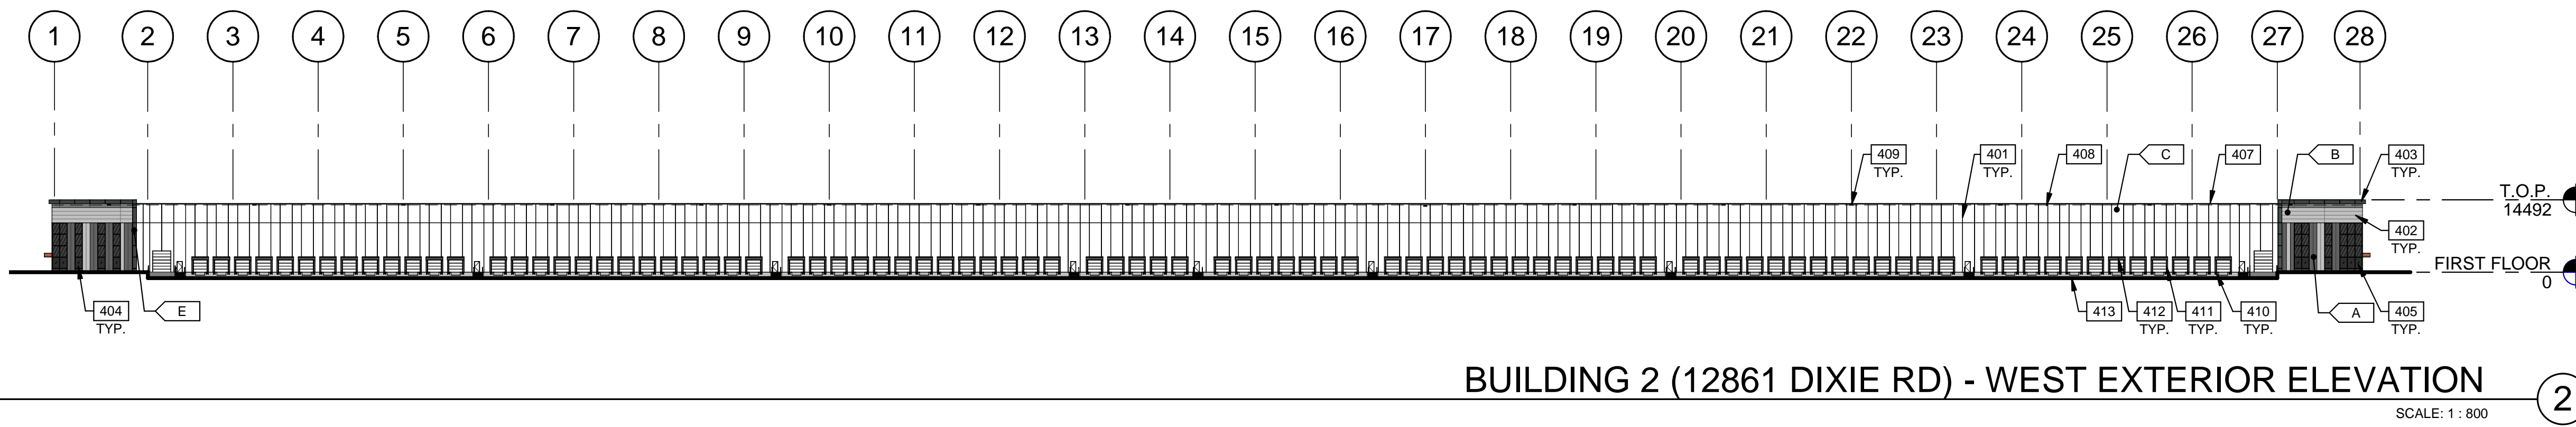 1 2 3 4 5 6 7 8 9 10 11 12 13 14 15 16 17 18 19 20 21 22 23 24 25 26 27 28
409 401 408 C 407 B 403
TYP. TYP. TYP.
T.O.P.
14492
402
TYP.
FIRST FLOOR
0
404 E 413 412 411 410 A 405
TYP. TYP. TYP. TYP. TYP.
BUILDING 2 (12861 DIXIE RD) - WEST EXTERIOR ELEVATION
2
SCALE: 1 : 800